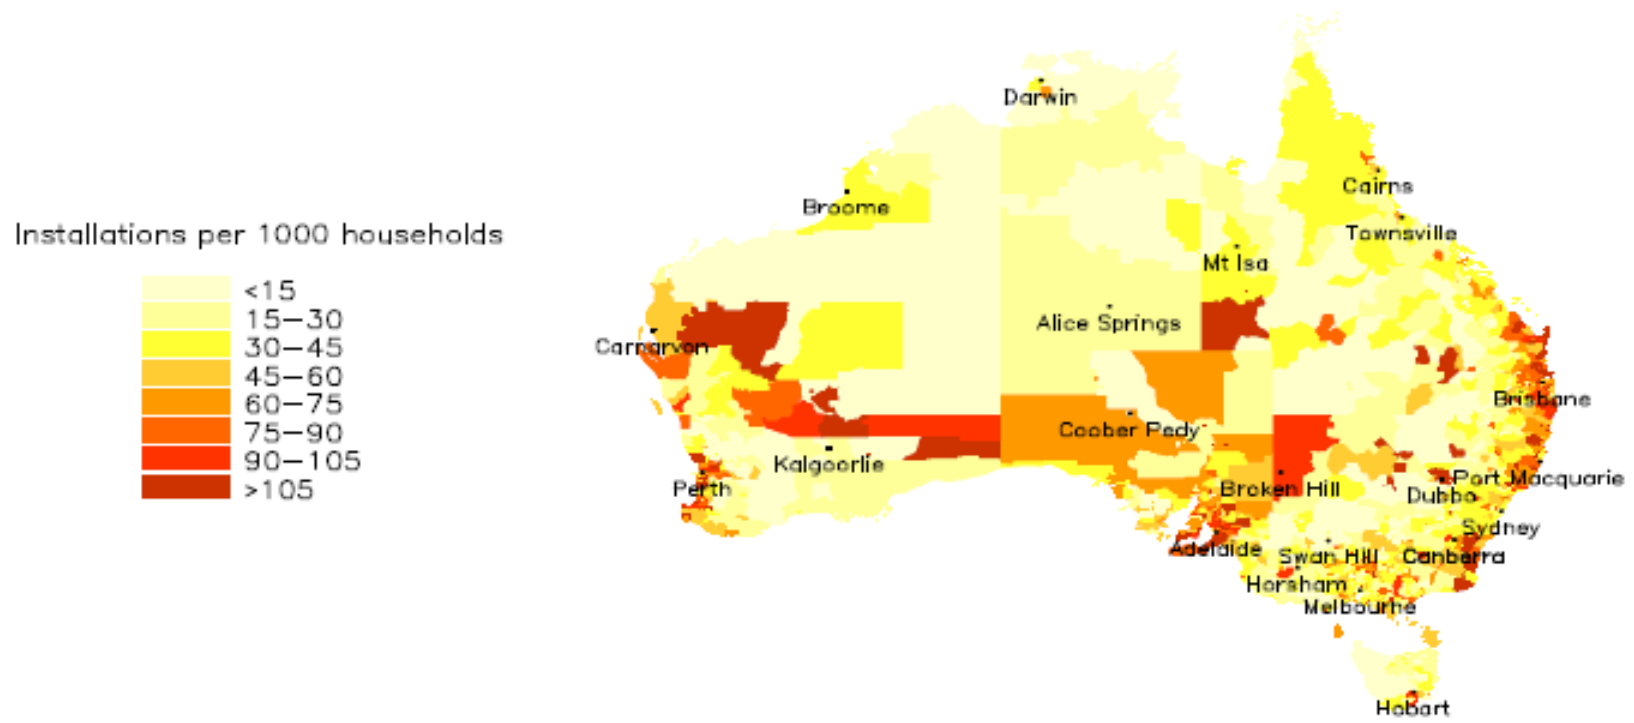 Installations per 1000 households
<15
15-30
30-45
45-60
60-75
75-90
90-105
>105
Darwin
Cairns
Broome
Townsville
Mt Isa
Alice Springs
Carnarvon
Brisbane
Coober Pedy
Kalgoorlie
Perth
Broken Hill
Port Macquarie
Dubbo
Sydney
Adelaide
Swan Hill
Canberra
Horsham
Melbourne
Hobart